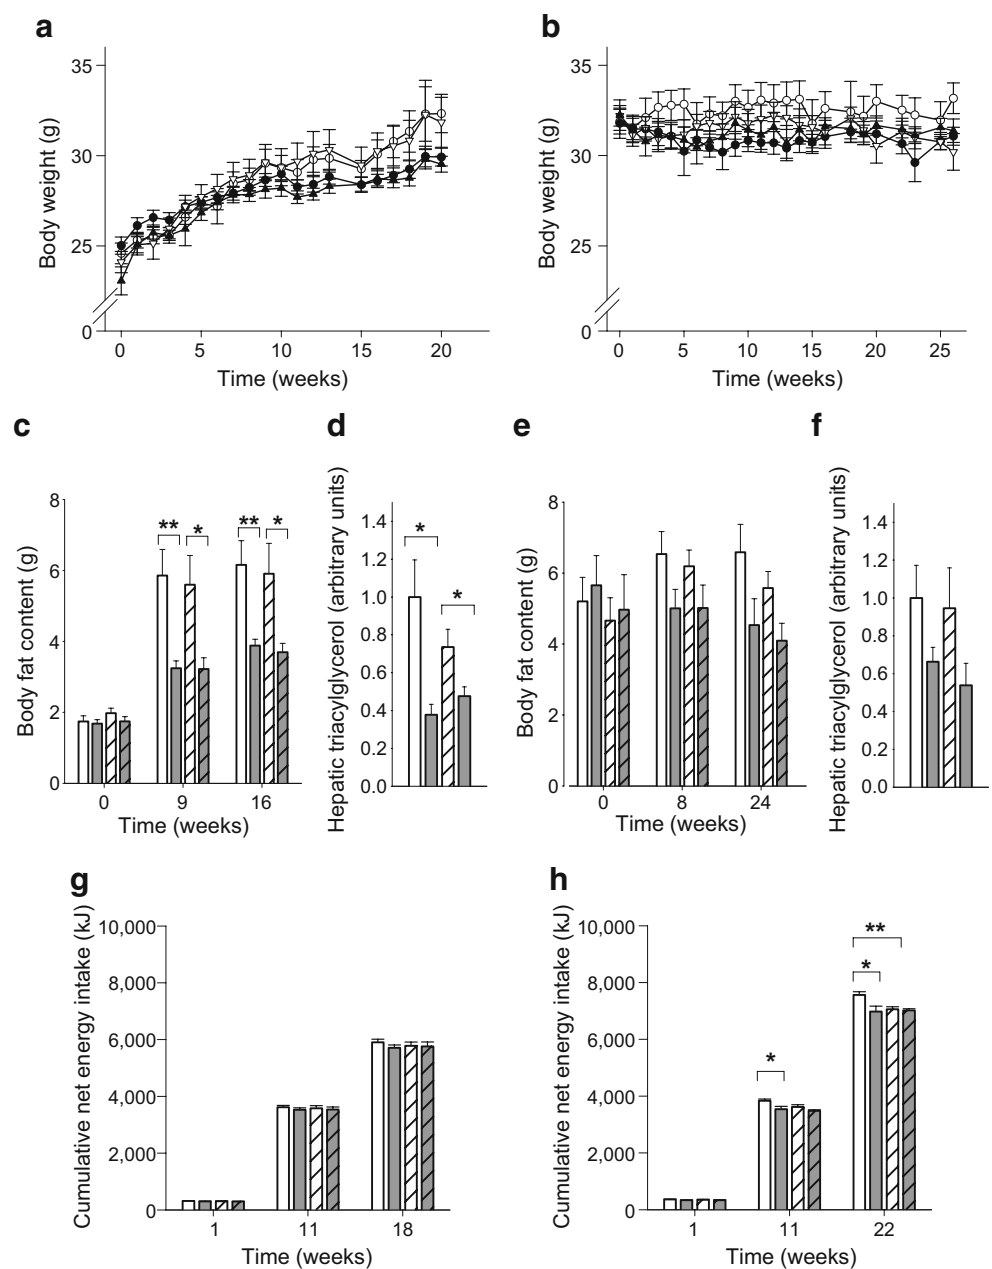 a
35
30
25
0
Body weight (g)
0 5 10 15 20
Time (weeks)
b
35
30
25
0
Body weight (g)
0 5 10 15 20 25
Time (weeks)
c
8
6
4
2
0
Body fat content (g)
** * ** *
0 9 16
Time (weeks)
d
1.4
1.2
1.0
0.8
0.6
0.4
0.2
0.0
Hepatic triacylglycerol (arbitrary units)
*
*
e
8
6
4
2
0
Body fat content (g)
0 8 24
Time (weeks)
f
1.4
1.2
1.0
0.8
0.6
0.4
0.2
0.0
Hepatic triacylglycerol (arbitrary units)
g
10,000
8,000
6,000
4,000
2,000
0
Cumulative net energy intake (kJ)
1 11 18
Time (weeks)
h
10,000
8,000
6,000
4,000
2,000
0
Cumulative net energy intake (kJ)
**
*
*
1 11 22
Time (weeks)